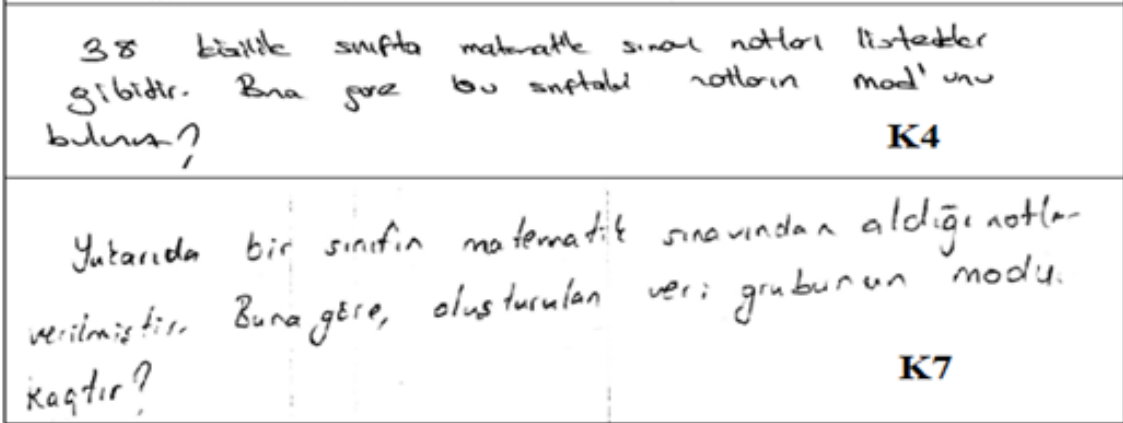 38 kişilik sınıfta matematik sınav notları listedekiler
gibidir. Buna göre bu sınıftaki notların mod'unu
bulunuz?
K4
Yukarıda bir sınıfın matematik sınavından aldığı notlar
verilmiştir. Buna göre, oluşturulan veri grubunun modu
kaçtır?
K7